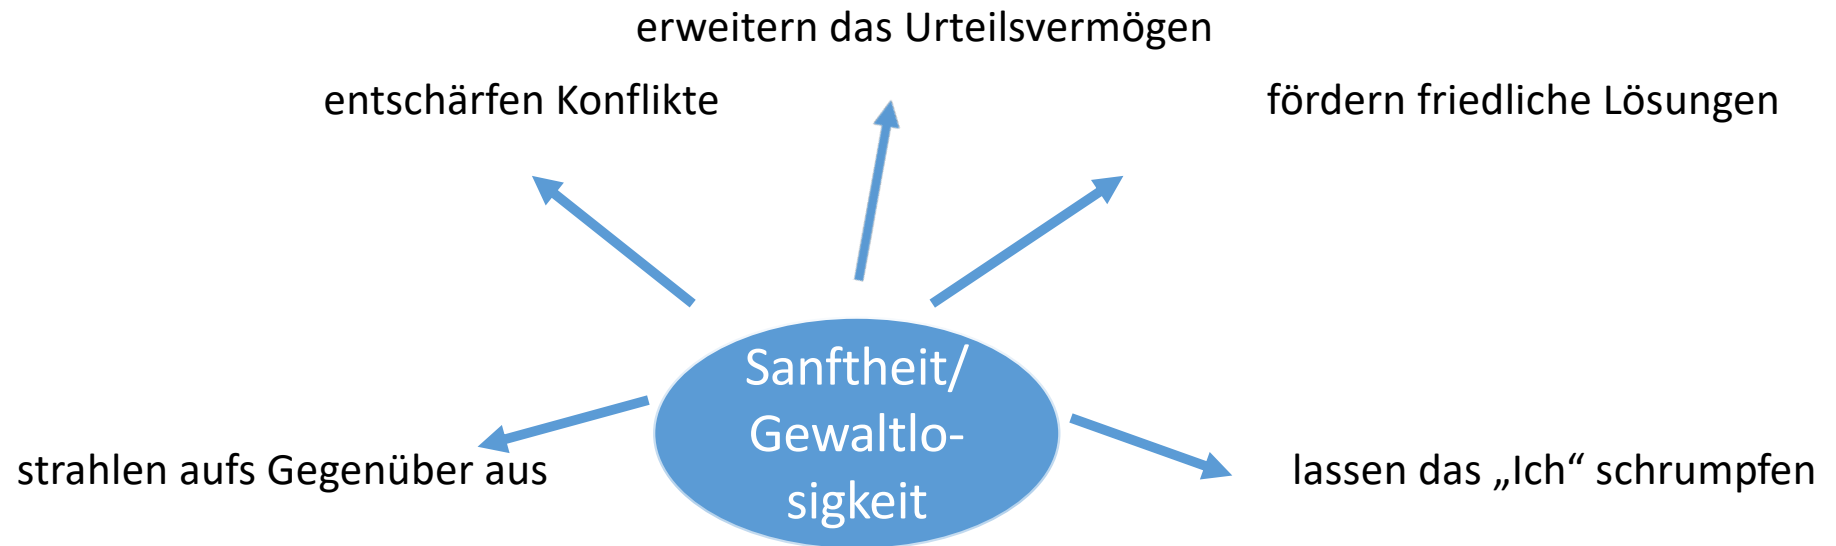 erweitern das Urteilsvermögen
entschärfen Konflikte
fördern friedliche Lösungen
Sanftheit/
Gewaltlo-
sigkeit
strahlen aufs Gegenüber aus
lassen das „Ich“ schrumpfen